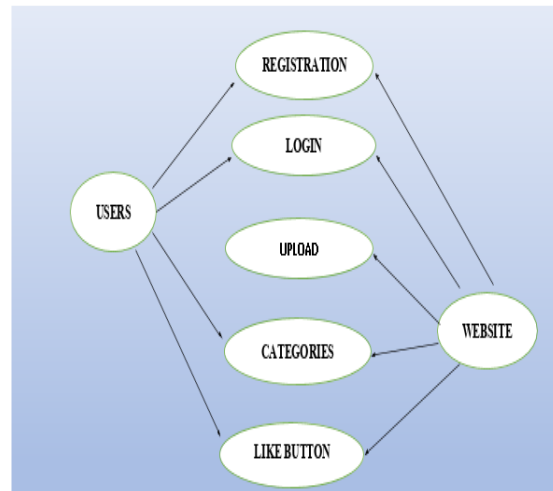 REGISTRATION
LOGIN
USERS
UPLOAD
WEBSITE
CATEGORIES
LIKE BUTTON